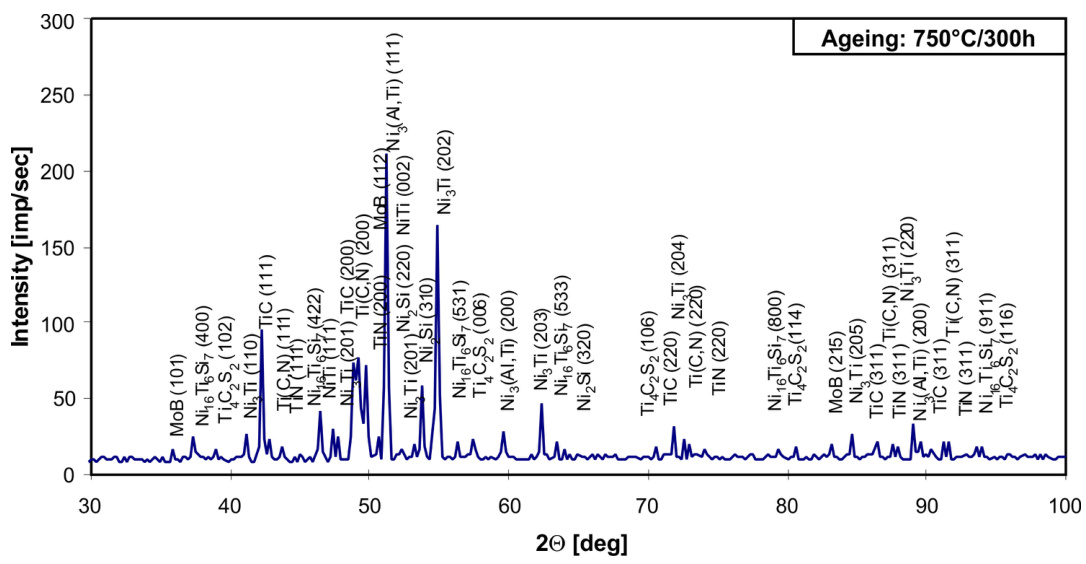 300
Ageing: 750°C/300h
250
200
150
100
50
0
Intensity [imp/sec]
MoB (101)
Ni16Ti6Si7 (400)
Ti4C2S2 (102)
Ni3Ti (110)
TiC (111)
Ti(C,N) (111)
TiN (111)
Ni16Ti6Si7 (422)
NiTi (111)
Ni3Ti (201)
TiC (200)
Ti(C,N) (200)
TiN (200)
MoB (112)
Ni3(Al,Ti) (111)
NiTi (002)
Ni2Si (220)
Ni2Ti (201)
Ni2Si (310)
Ni3Ti (202)
Ni16Ti6Si7 (531)
Ti4C2S2 (006)
Ni3(Al,Ti) (200)
Ni3Ti (203)
Ni16Ti6Si7 (533)
Ni2Si (320)
Ti4C2S2 (106)
TiC (220)
Ni3Ti (204)
Ti(C,N) (220)
TiN (220)
Ni16Ti6Si7 (800)
Ti4C2S2 (114)
MoB (215)
Ni3Ti (205)
TiC (311)
Ti(C,N) (311)
TiN (311)
Ni3Ti (220)
Ni3(Al,Ti) (200)
TiC (311)
Ti(C,N) (311)
TiN (311)
Ni16Ti6Si7 (911)
Ti4C2S2 (116)
30 40 50 60 70 80 90 100
2Θ [deg]